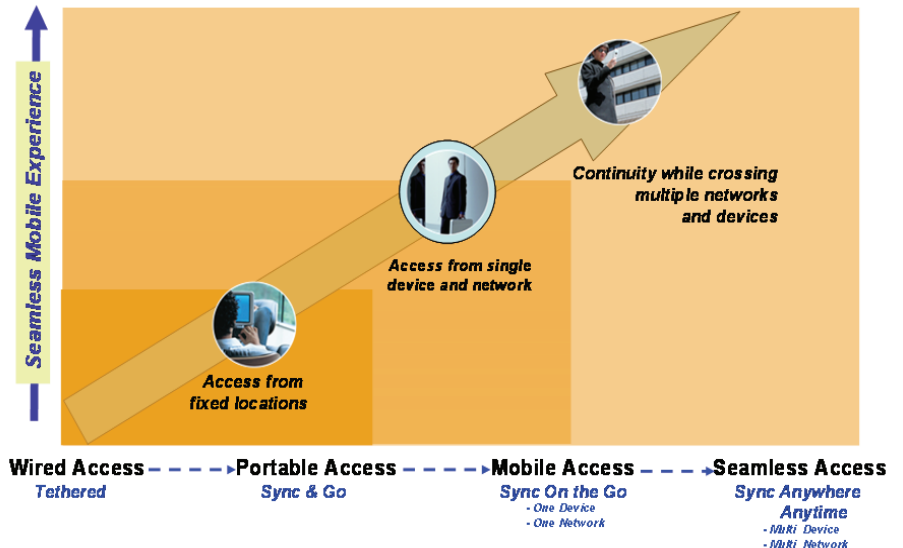 Seamless Mobile Experience
Continuity while crossing
multiple networks
and devices
Access from single
device and network
Access from
fixed locations
Wired Access
Tethered
Portable Access
Sync & Go
Mobile Access
Sync On the Go
- One Device
- One Network
Seamless Access
Sync Anywhere
Anytime
- Multi Device
- Multi Network